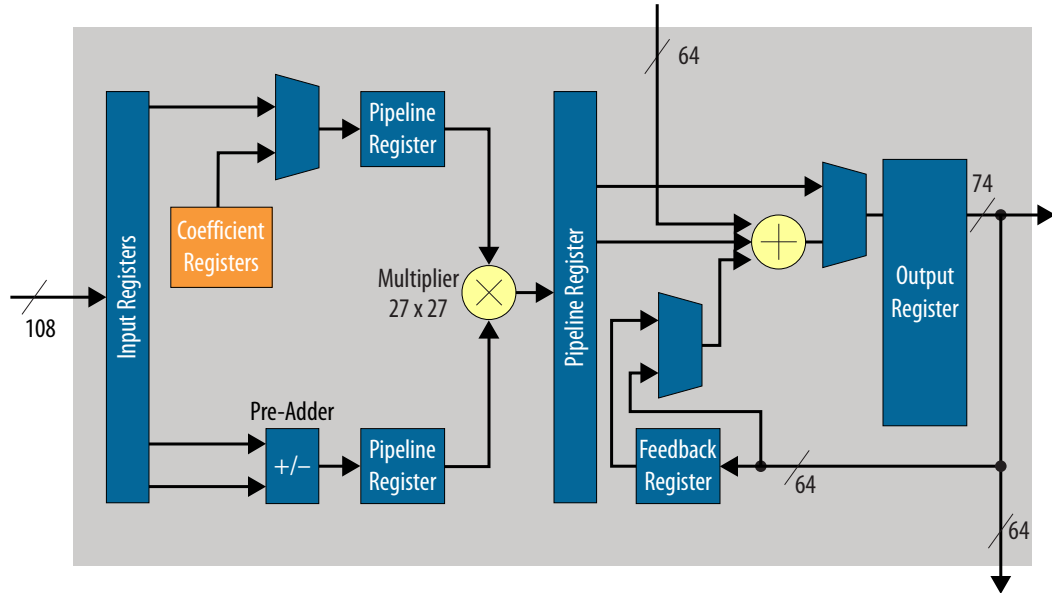 64
Pipeline
Register
Coefficient
Registers
Input Registers
108
Multiplier
27 x 27
×
Pre-Adder
+/−
Pipeline
Register
Pipeline Register
+
Feedback
Register
64
Output
Register
74
64